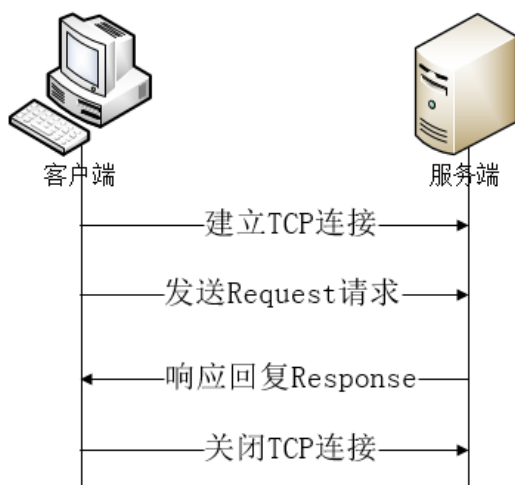 客户端
服务端
建立TCP连接
发送Request请求
响应回复Response
关闭TCP连接